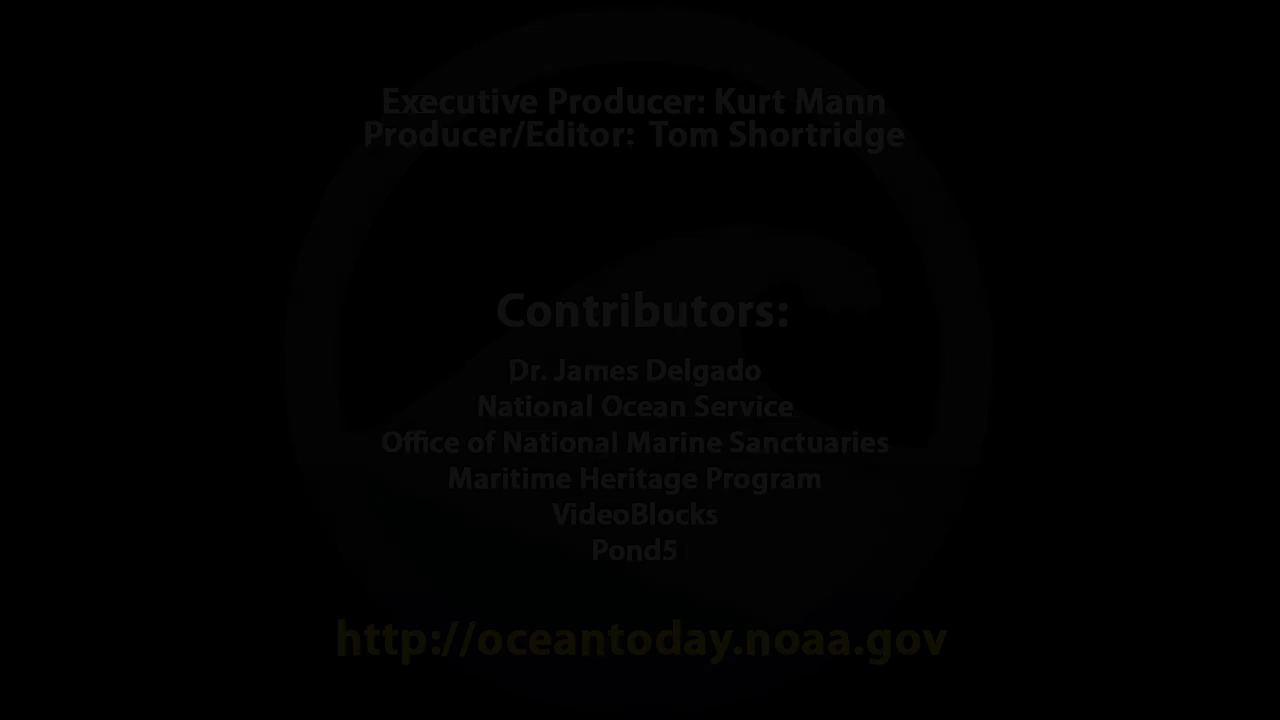 Executive Producer: Kurt Mann
Producer/Editor: Tom Shortridge
Contributors:
Dr. James Delgado
National Ocean Service
Office of National Marine Sanctuaries
Maritime Heritage Program
VideoBlocks
Pond5
http://oceantoday.noaa.gov